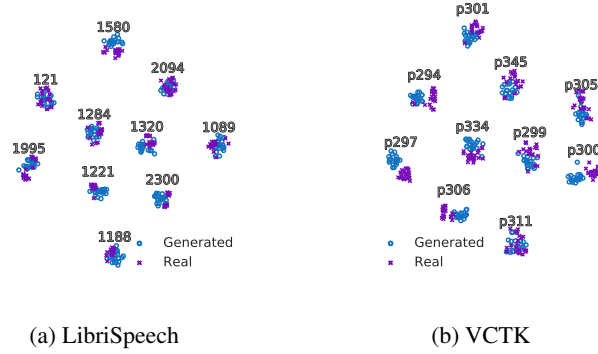 1580
2094
121
1284
1320
1089
1995
1221
2300
1188
Generated
Real
(a) LibriSpeech
p301
p345
p294
p305
p334
p299
p297
p300
p306
p311
Generated
Real
(b) VCTK